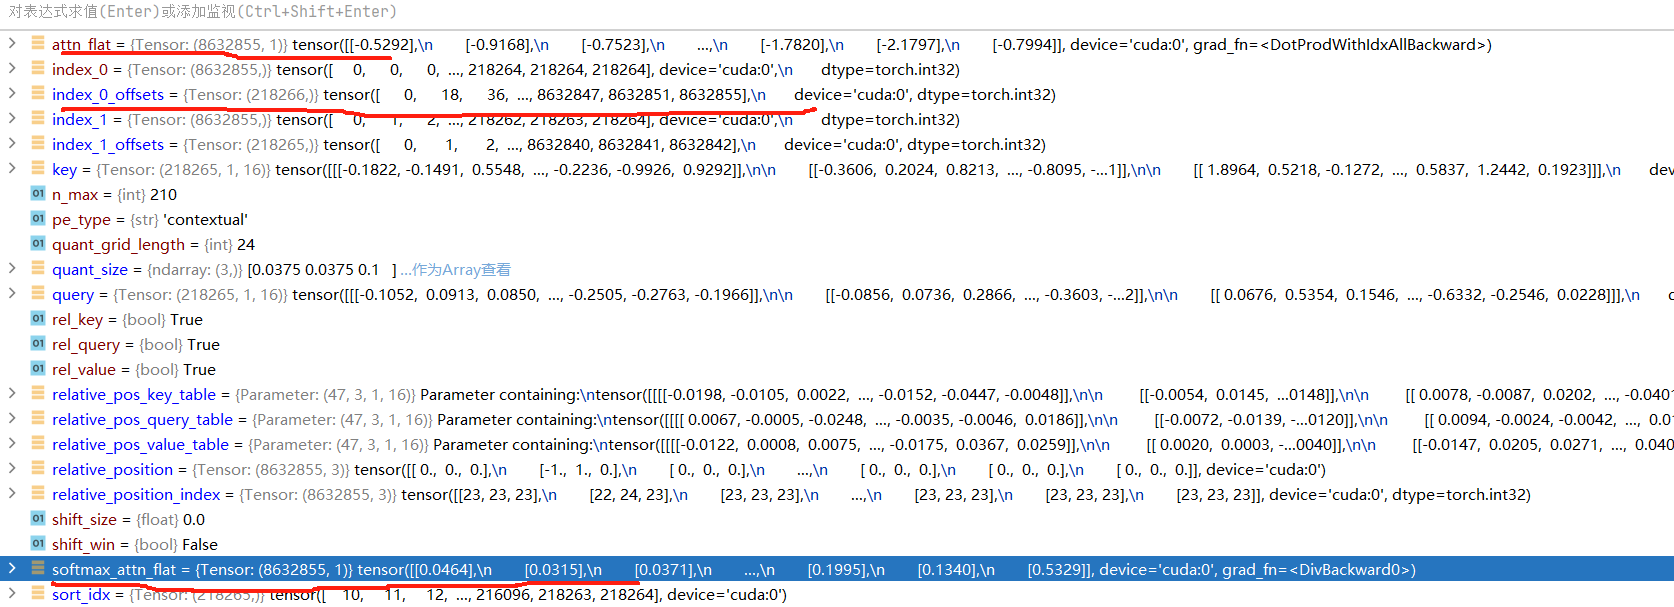 对表达式求值(Enter)或添加监视(Ctrl+Shift+Enter)
attn_flat = {Tensor: (8632855, 1)} tensor([[-0.5292],\n [-0.9168],\n [-0.7523],\n ...,\n [-1.7820],\n [-2.1797],\n [-0.7994]], device='cuda:0', grad_fn=<DotProdWithIdxAllBackward>)
index_0 = {Tensor: (8632855,)} tensor([ 0, 0, 0, ..., 218264, 218264, 218264], device='cuda:0',\n dtype=torch.int32)
index_0_offsets = {Tensor: (218266,)} tensor([ 0, 18, 36, ..., 8632847, 8632851, 8632855],\n device='cuda:0', dtype=torch.int32)
index_1 = {Tensor: (8632855,)} tensor([ 0, 1, 2, ..., 218262, 218263, 218264], device='cuda:0',\n dtype=torch.int32)
index_1_offsets = {Tensor: (218265,)} tensor([ 0, 1, 2, ..., 8632840, 8632841, 8632842],\n device='cuda:0', dtype=torch.int32)
key = {Tensor: (218265, 1, 16)} tensor([[[-0.1822, -0.1491, 0.5548, ..., -0.2236, -0.9926, 0.9292]],\n\n [[-0.3606, 0.2024, 0.8213, ..., -0.8095, -...1]],\n\n [[ 1.8964, 0.5218, -0.1272, ..., 0.5837, 1.2442, 0.1923]]],\n dev
n_max = {int} 210
pe_type = {str} 'contextual'
quant_grid_length = {int} 24
quant_size = {ndarray: (3,)} [0.0375 0.0375 0.1 ] ...作为Array查看
query = {Tensor: (218265, 1, 16)} tensor([[[-0.1052, 0.0913, 0.0850, ..., -0.2505, -0.2763, -0.1966]],\n\n [[-0.0856, 0.0736, 0.2866, ..., -0.3603, -...2]],\n\n [[ 0.0676, 0.5354, 0.1546, ..., -0.6332, -0.2546, 0.0228]]],\n
rel_key = {bool} True
rel_query = {bool} True
rel_value = {bool} True
relative_pos_key_table = {Parameter: (47, 3, 1, 16)} Parameter containing:\ntensor([[[[-0.0198, -0.0105, 0.0022, ..., -0.0152, -0.0447, -0.0048]],\n\n [[-0.0054, 0.0145, ...0148]],\n\n [[ 0.0078, -0.0087, 0.0202, ..., -0.0401
relative_pos_query_table = {Parameter: (47, 3, 1, 16)} Parameter containing:\ntensor([[[[ 0.0067, -0.0005, -0.0248, ..., -0.0035, -0.0046, 0.0186]],\n\n [[-0.0072, -0.0139, -...0120]],\n\n [[ 0.0094, -0.0024, -0.0042, ..., 0.01
relative_pos_value_table = {Parameter: (47, 3, 1, 16)} Parameter containing:\ntensor([[[[-0.0122, 0.0008, 0.0075, ..., -0.0175, 0.0367, 0.0259]],\n\n [[ 0.0020, 0.0003, -...0040]],\n\n [[-0.0147, 0.0205, 0.0271, ..., 0.040
relative_position = {Tensor: (8632855, 3)} tensor([[ 0., 0., 0.],\n [-1., 1., 0.],\n [ 0., 0., 0.],\n ...,\n [ 0., 0., 0.],\n [ 0., 0., 0.],\n [ 0., 0., 0.]], device='cuda:0')
relative_position_index = {Tensor: (8632855, 3)} tensor([[23, 23, 23],\n [22, 24, 23],\n [23, 23, 23],\n ...,\n [23, 23, 23],\n [23, 23, 23],\n [23, 23, 23]], device='cuda:0', dtype=torch.int32)
shift_size = {float} 0.0
shift_win = {bool} False
softmax_attn_flat = {Tensor: (8632855, 1)} tensor([[0.0464],\n [0.0315],\n [0.0371],\n ...,\n [0.1995],\n [0.1340],\n [0.5329]], device='cuda:0', grad_fn=<DivBackward0>)
sort_idx = {Tensor: (218265,)} tensor([ 10, 11, 12, ..., 216096, 218263, 218264], device='cuda:0')